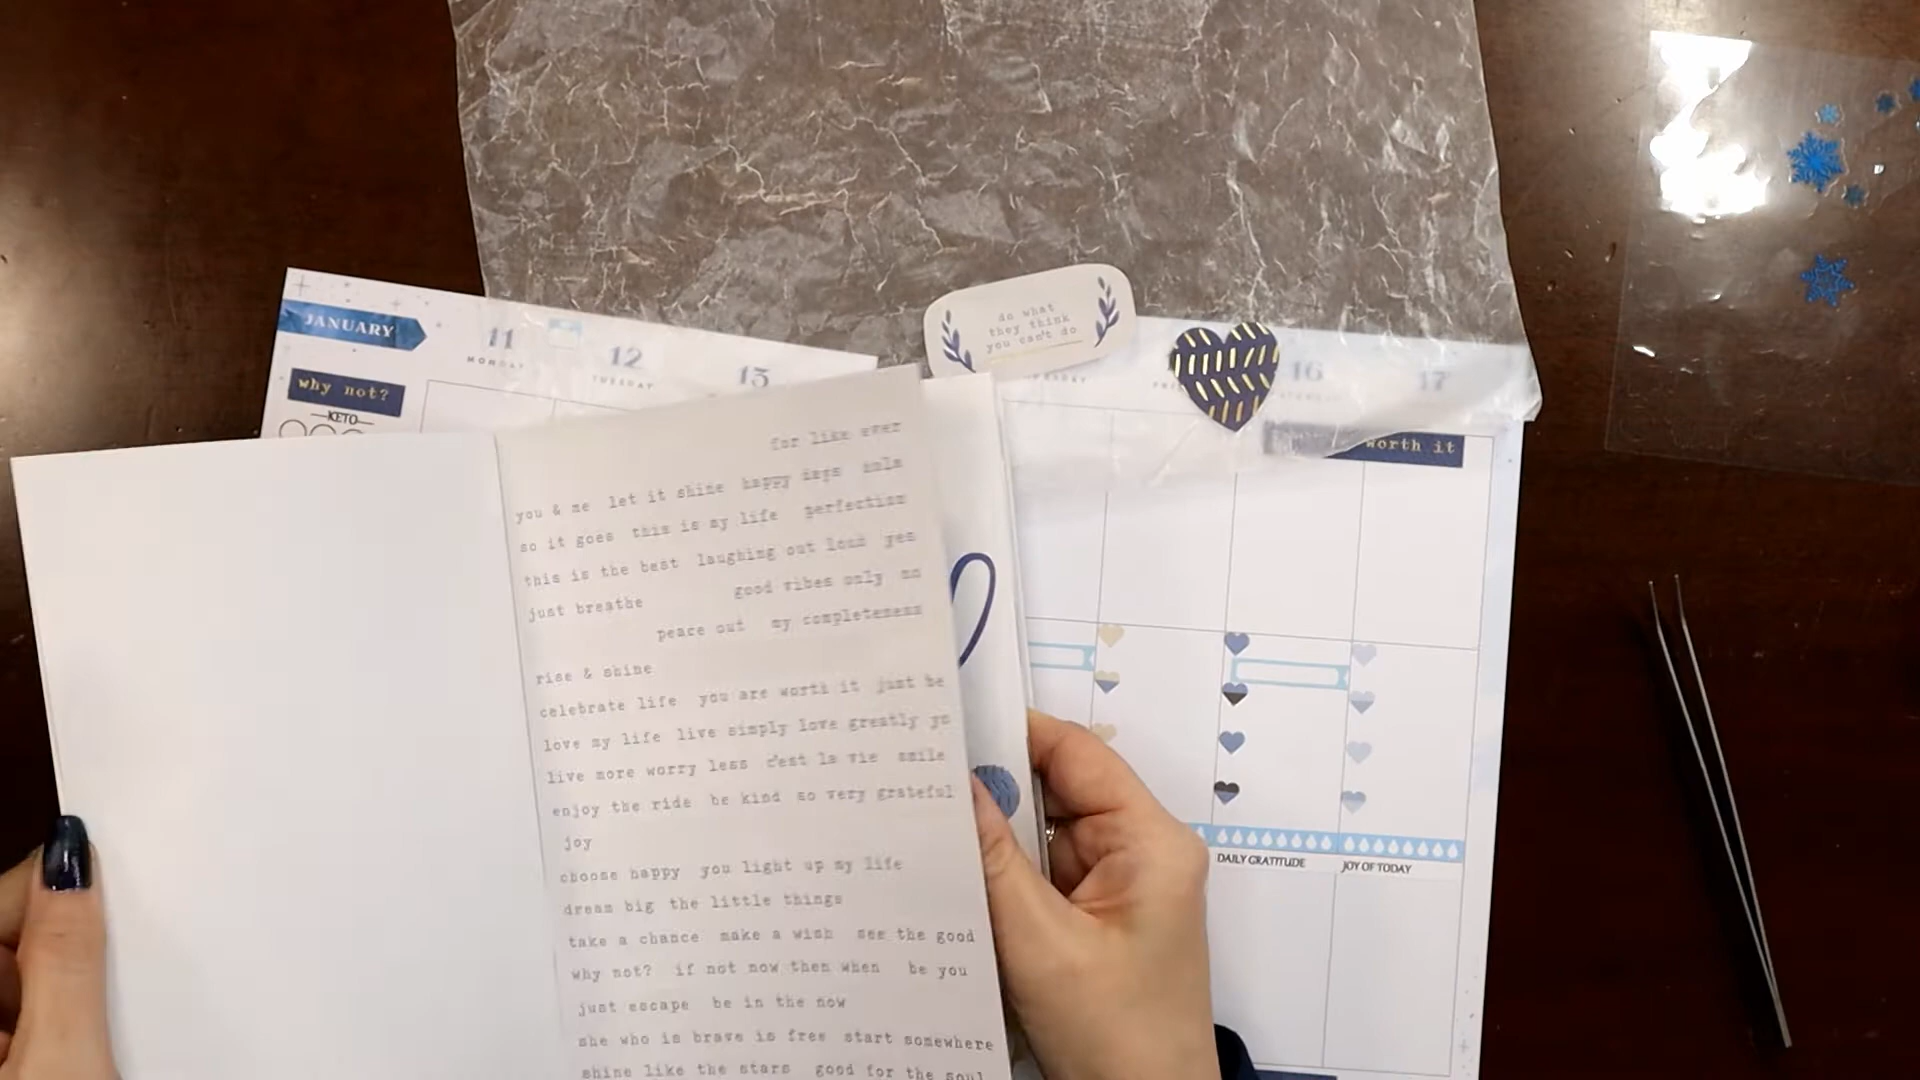 JANUARY
11
MONDAY
12
TUESDAY
13
16
17
why not?
KETO
do what
they think
you can't do
worth it
for like ever
you & me let it shine happy days
so it goes this is my life perfection
this is the best laughing out loud yes
just breathe good vibes only
peace out my completeness
rise & shine
celebrate life you are worth it just be
love my life live simply love greatly
live more worry less c'est la vie smile
enjoy the ride be kind so very grateful
joy
choose happy you light up my life
dream big the little things
take a chance make a wish see the good
why not? if not now then when be you
just escape be in the now
she who is brave is free start somewhere
shine like the stars good for the soul
DAILY GRATITUDE
JOY OF TODAY